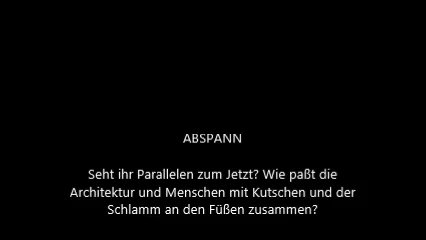 ABSPANN
Seht ihr Parallelen zum Jetzt? Wie paßt die
Architektur und Menschen mit Kutschen und der
Schlamm an den Füßen zusammen?